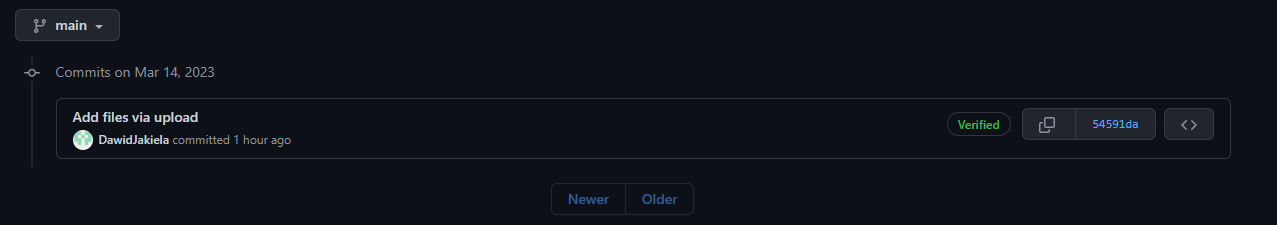 main
Commits on Mar 14, 2023
Add files via upload
DawidJakiela committed 1 hour ago
Verified
54591da
Newer
Older